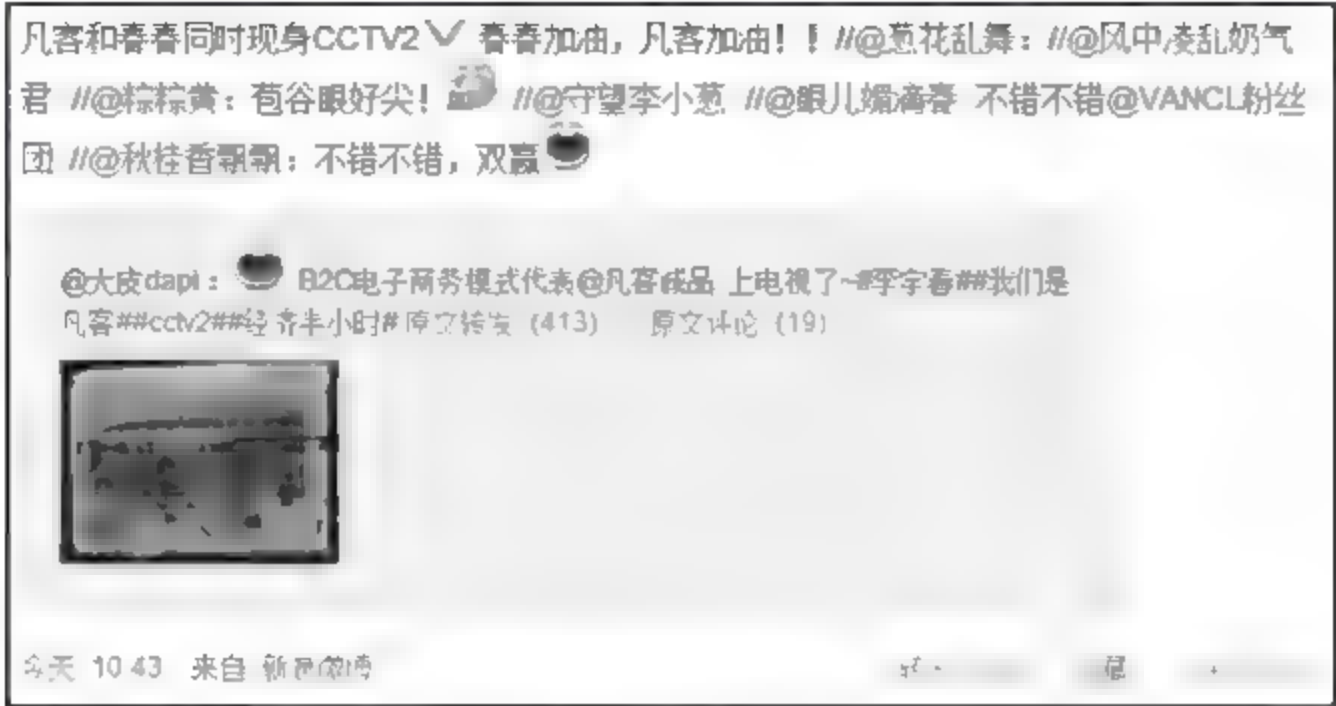 凡客和春春同时现身CCTV2 春春加油，凡客加油！！//@葱花乱舞：//@风中凌乱奶气
君 //@粽粽黄：苞谷眼好尖！ //@守望李小葱 //@眼儿媚滴春 不错不错@VANCL粉丝
团 //@秋桂香飘飘：不错不错，双赢
@大皮dapi： B2C电子商务模式代表@凡客诚品 上电视了~#李宇春##我们是
凡客##cctv2##经济半小时# 原文转发 (413) 原文评论 (19)
今天 10:43 来自 新浪微博